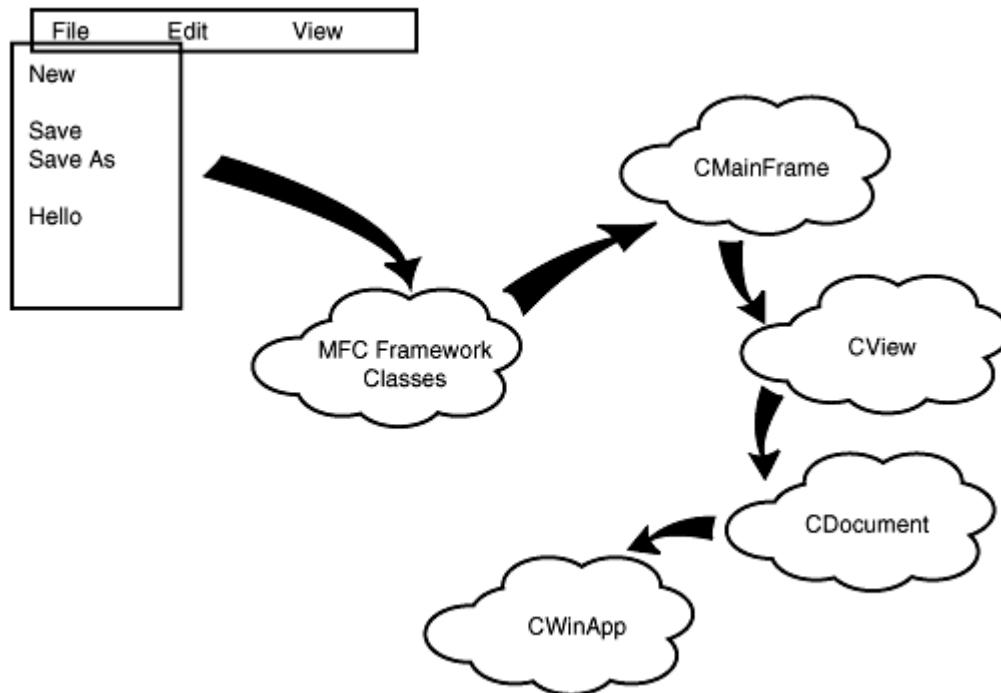 File Edit View
New
Save
Save As
Hello
CMainFrame
MFC Framework
Classes
CView
CDocument
CWinApp